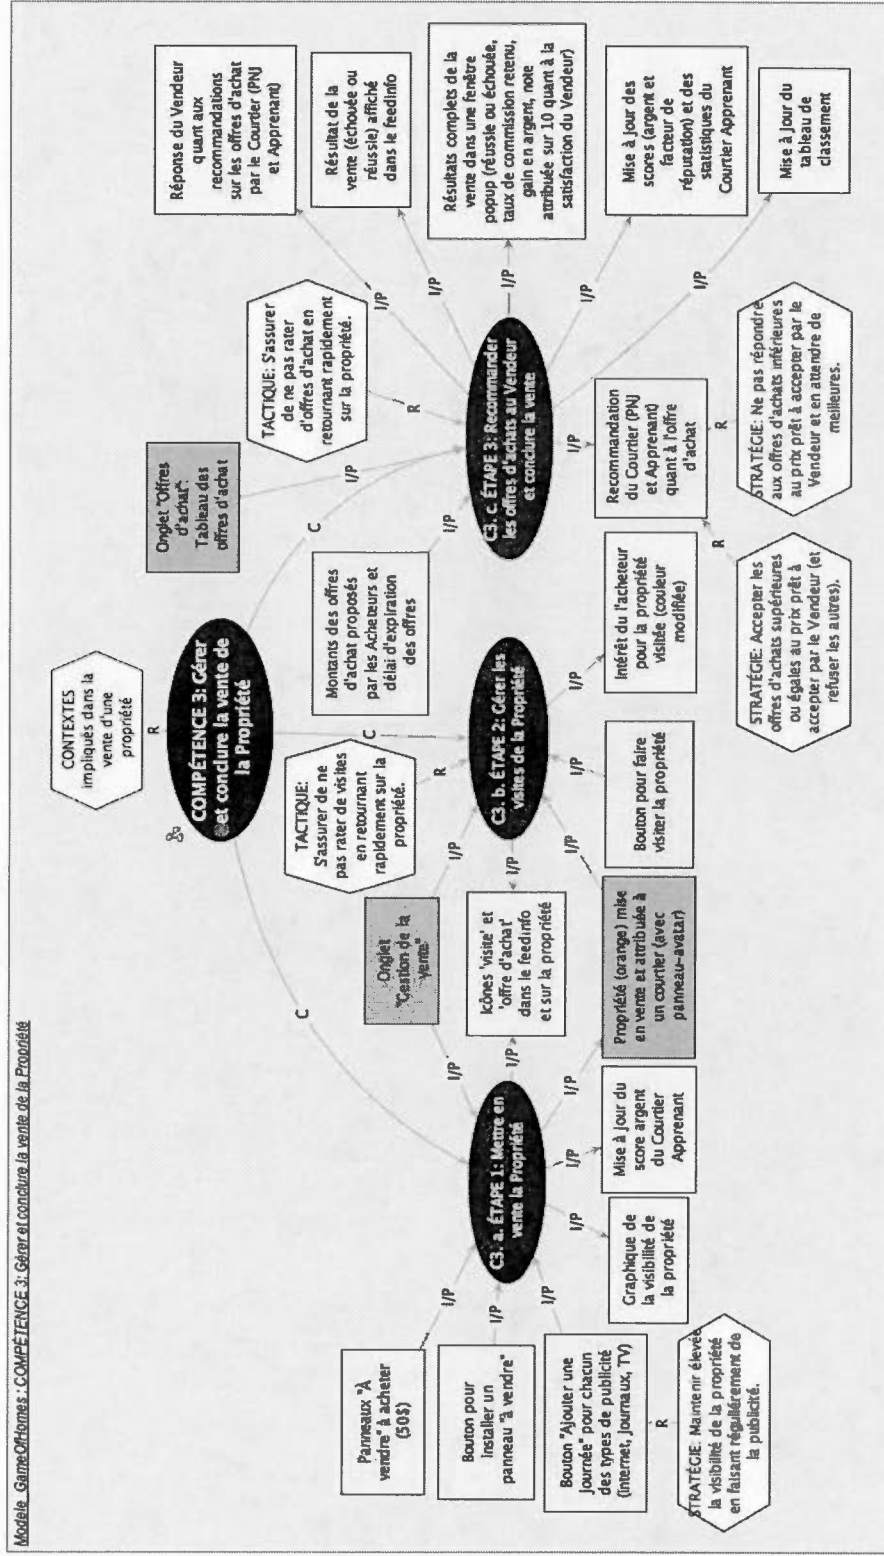 Modele_GameOfHomes : COMPÉTENCE 3: Gérer et conclure la vente de la Propriété
CONTEXTES
impliqués dans la
vente d'une
propriété
R
COMPÉTENCE 3: Gérer
et conclure la vente de
la Propriété
C
C
C
Onglet "Offres
d'achat":
Tableau des
offres d'achat
I/P
TACTIQUE: S'assurer
de ne pas rater
d'offres d'achat en
retournant rapidement
sur la propriété.
R
Réponse du Vendeur
quant aux
recommandations
sur les offres d'achat
par le Courtier (PNJ
et Apprenant)
I/P
Résultat de la
vente (échouée ou
réussie) affiché
dans le feedinfo
I/P
Résultats complets de la
vente dans une fenêtre
popup (réussie ou échouée,
taux de commission retenu,
gain en argent, note
attribuée sur 10 quant à la
satisfaction du Vendeur)
I/P
Mise à jour des
scores (argent et
facteur de
réputation) et des
statistiques du
Courtier Apprenant
I/P
Mise à jour du
tableau de
classement
I/P
Montants des offres
d'achat proposés
par les Acheteurs et
délai d'expiration
des offres
I/P
C3. c. ÉTAPE 3: Recommander
les offres d'achats au Vendeur
et conclure la vente
I/P
Recommandation
du Courtier (PNJ
et Apprenant)
quant à l'offre
d'achat
R
STRATÉGIE: Ne pas répondre
aux offres d'achats inférieures
au prix prêt à accepter par le
Vendeur et en attendre de
meilleures.
R
STRATÉGIE: Accepter les
offres d'achats supérieures
ou égales au prix prêt à
accepter par le Vendeur (et
refuser les autres).
TACTIQUE:
S'assurer de ne
pas rater de visites
en retournant
rapidement sur la
propriété.
R
C3. b. ÉTAPE 2: Gérer les
visites de la Propriété
I/P
Intérêt de l'acheteur
pour la propriété
visitée (couleur
modifiée)
I/P
Bouton pour faire
visiter la propriété
I/P
Onglet
"Gestion de la
vente"
I/P
I/P
Icônes 'visite' et
'offre d'achat'
dans le feedinfo
et sur la propriété
I/P
I/P
Propriété (orange) mise
en vente et attribuée à
un courtier (avec
panneau-avatar)
I/P
I/P
C3. a. ÉTAPE 1: Mettre en
vente la Propriété
Mise à jour du
score argent
du Courtier
Apprenant
I/P
Graphique de
la visibilité de
la propriété
I/P
Panneaux "À
vendre" à acheter
(50$)
I/P
Bouton pour
installer un
panneau "à vendre"
I/P
Bouton "Ajouter une
journée" pour chacun
des types de publicité
(Internet, Journaux, TV)
R
STRATÉGIE: Maintenir élevée
la visibilité de la propriété
en faisant régulièrement de
la publicité.